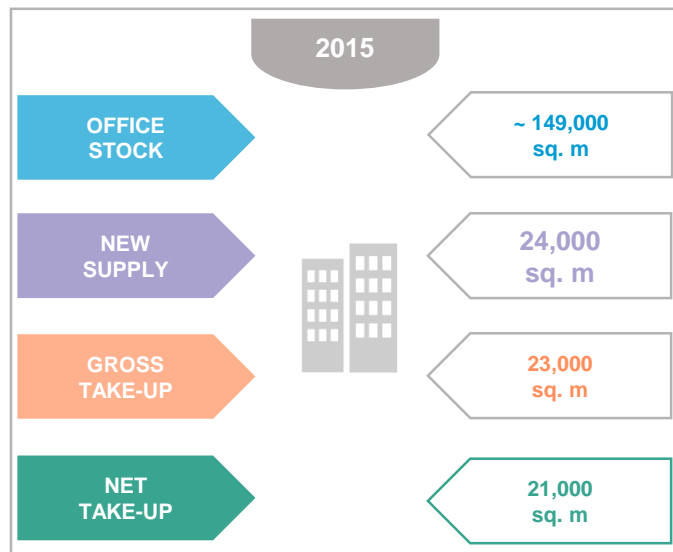 2015
OFFICE
STOCK
~ 149,000
sq. m
NEW
SUPPLY
24,000
sq. m
GROSS
TAKE-UP
23,000
sq. m
NET
TAKE-UP
21,000
sq. m